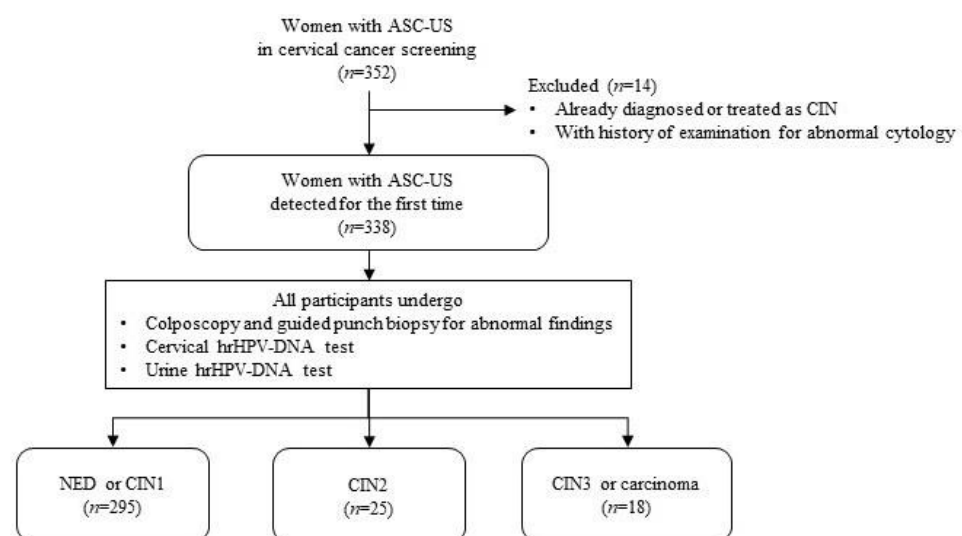 Women with ASC-US
in cervical cancer screening
(n=352)
Excluded (n=14)
• Already diagnosed or treated as CIN
• With history of examination for abnormal cytology
Women with ASC-US
detected for the first time
(n=338)
All participants undergo
• Colposcopy and guided punch biopsy for abnormal findings
• Cervical hrHPV-DNA test
• Urine hrHPV-DNA test
NED or CIN1
(n=295)
CIN2
(n=25)
CIN3 or carcinoma
(n=18)